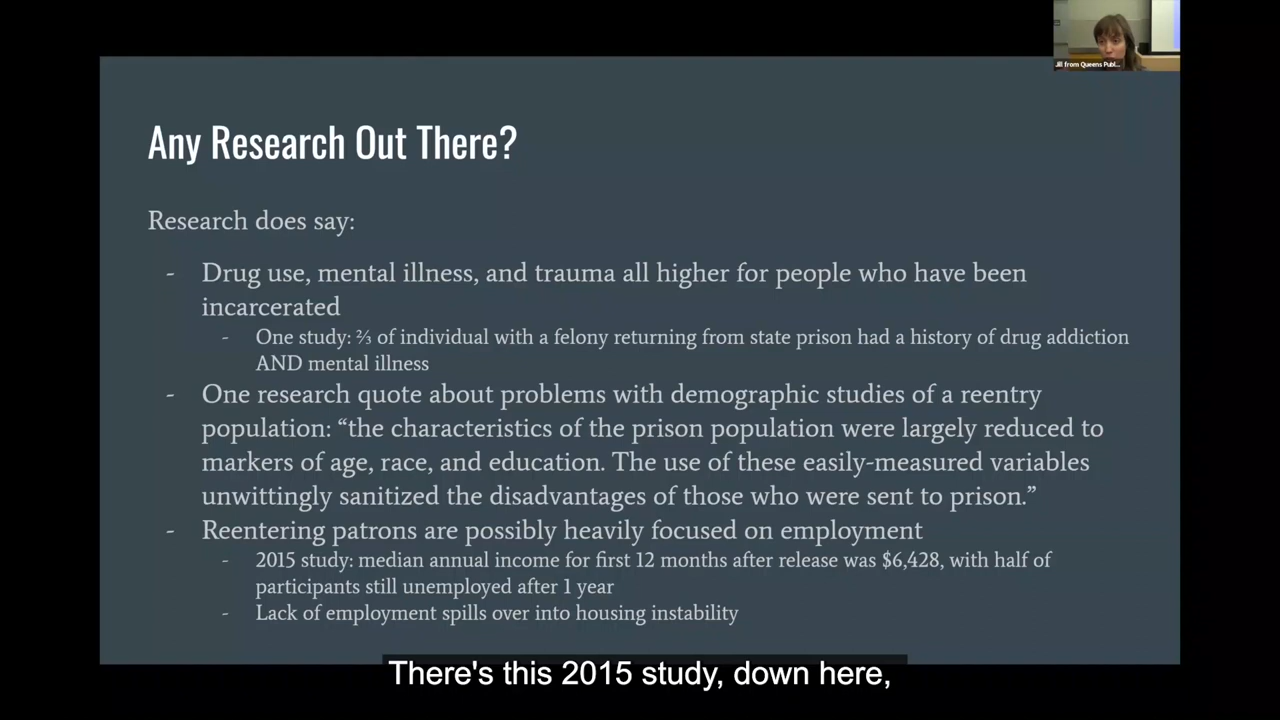 Jill from Queens Publ...
Any Research Out There?
Research does say:
- Drug use, mental illness, and trauma all higher for people who have been
incarcerated
- One study: ⅔ of individual with a felony returning from state prison had a history of drug addiction
AND mental illness
- One research quote about problems with demographic studies of a reentry
population: “the characteristics of the prison population were largely reduced to
markers of age, race, and education. The use of these easily-measured variables
unwittingly sanitized the disadvantages of those who were sent to prison.”
- Reentering patrons are possibly heavily focused on employment
- 2015 study: median annual income for first 12 months after release was $6,428, with half of
participants still unemployed after 1 year
- Lack of employment spills over into housing instability
There's this 2015 study, down here,